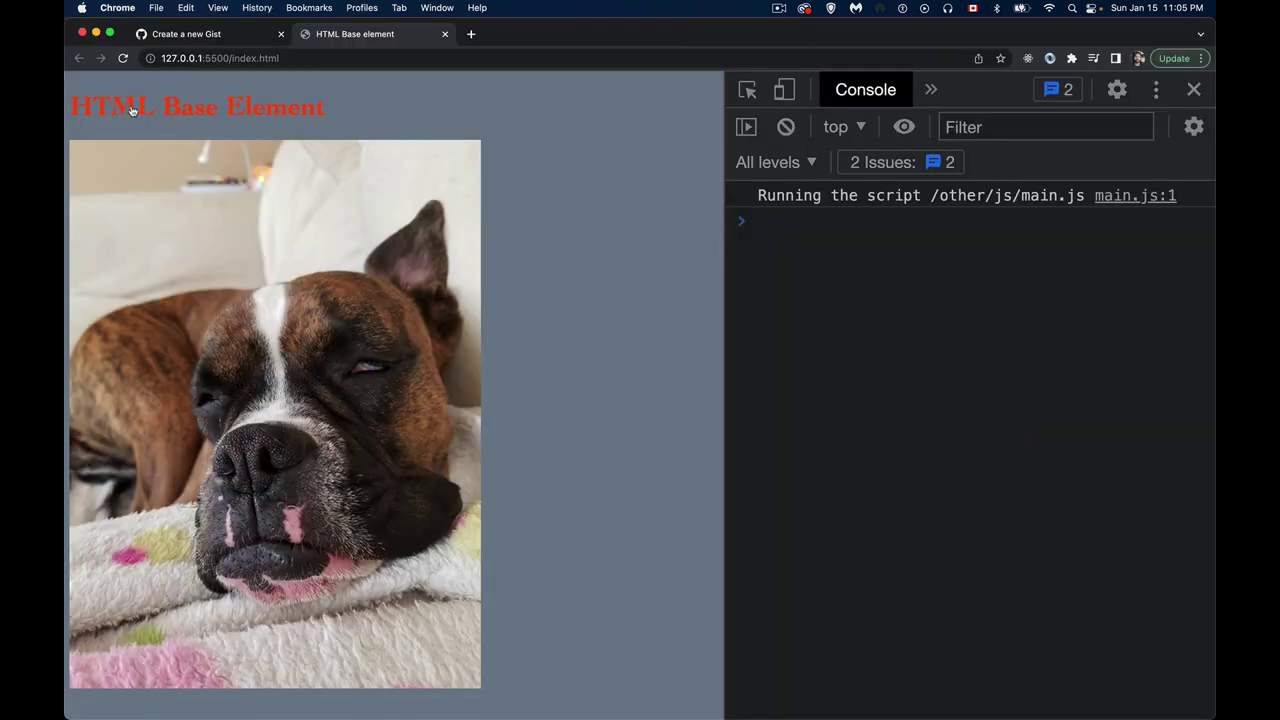 Chrome File Edit View History Bookmarks Profiles Tab Window Help Sun Jan 15 11:05 PM
Create a new Gist HTML Base element
127.0.0.1:5500/index.html Update
HTML Base Element
Console 2
top Filter
All levels 2 Issues: 2
Running the script /other/js/main.js main.js:1